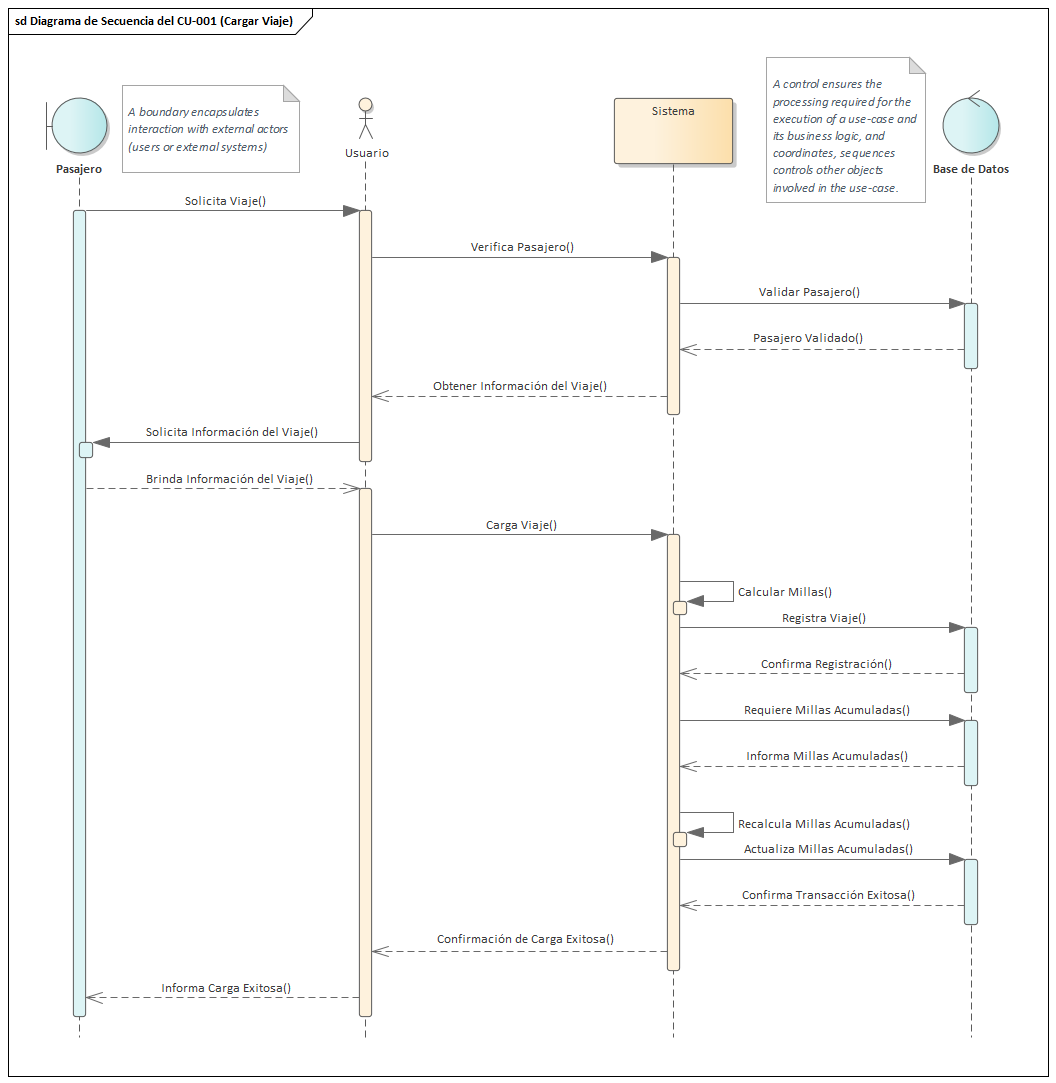 sd Diagrama de Secuencia del CU-001 (Cargar Viaje)
A boundary encapsulates
interaction with external actors
(users or external systems)
Pasajero
Usuario
Sistema
A control ensures the
processing required for the
execution of a use-case and
its business logic, and
coordinates, sequences
controls other objects
involved in the use-case.
Base de Datos
Solicita Viaje()
Verifica Pasajero()
Validar Pasajero()
Pasajero Validado()
Obtener Información del Viaje()
Solicita Información del Viaje()
Brinda Información del Viaje()
Carga Viaje()
Calcular Millas()
Registra Viaje()
Confirma Registración()
Requiere Millas Acumuladas()
Informa Millas Acumuladas()
Recalcula Millas Acumuladas()
Actualiza Millas Acumuladas()
Confirma Transacción Exitosa()
Confirmación de Carga Exitosa()
Informa Carga Exitosa()